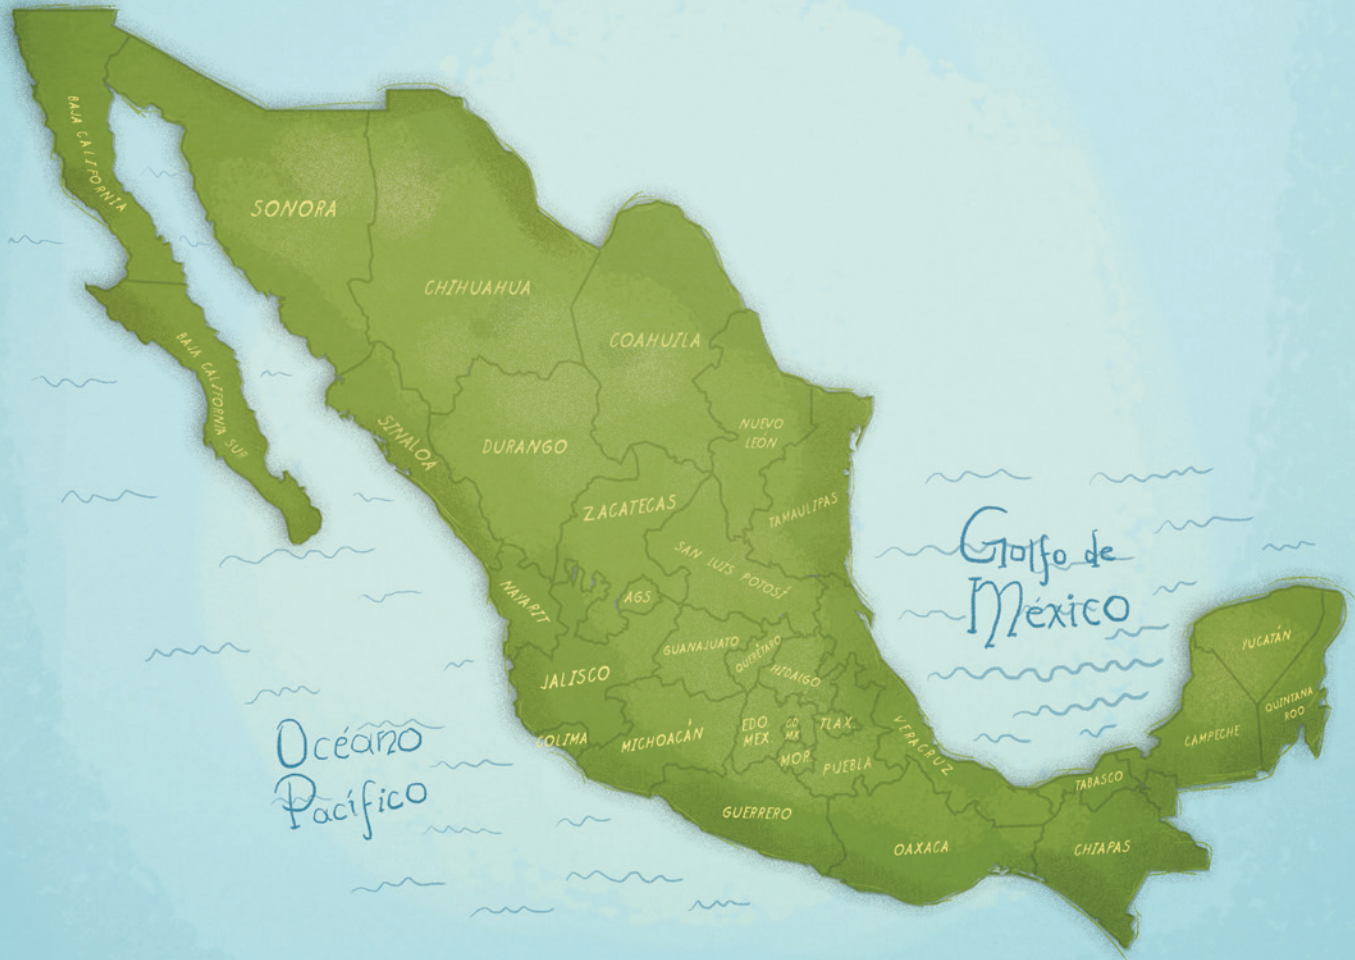 BAJA CALIFORNIA
SONORA
CHIHUAHUA
COAHUILA
BAJA CALIFORNIA SUR
SINALOA
DURANGO
NUEVO
LEÓN
ZACATECAS
TAMAULIPAS
SAN LUIS POTOSÍ
NAYARIT
AGS
Golfo de
México
JALISCO
GUANAJUATO
QUERÉTARO
HIDALGO
YUCATÁN
QUINTANA
ROO
CAMPECHE
COLIMA
MICHOACÁN
EDO
MEX
CD
MX
TLAX
MOR
PUEBLA
VERACRUZ
Océano
Pacífico
TABASCO
GUERRERO
OAXACA
CHIAPAS